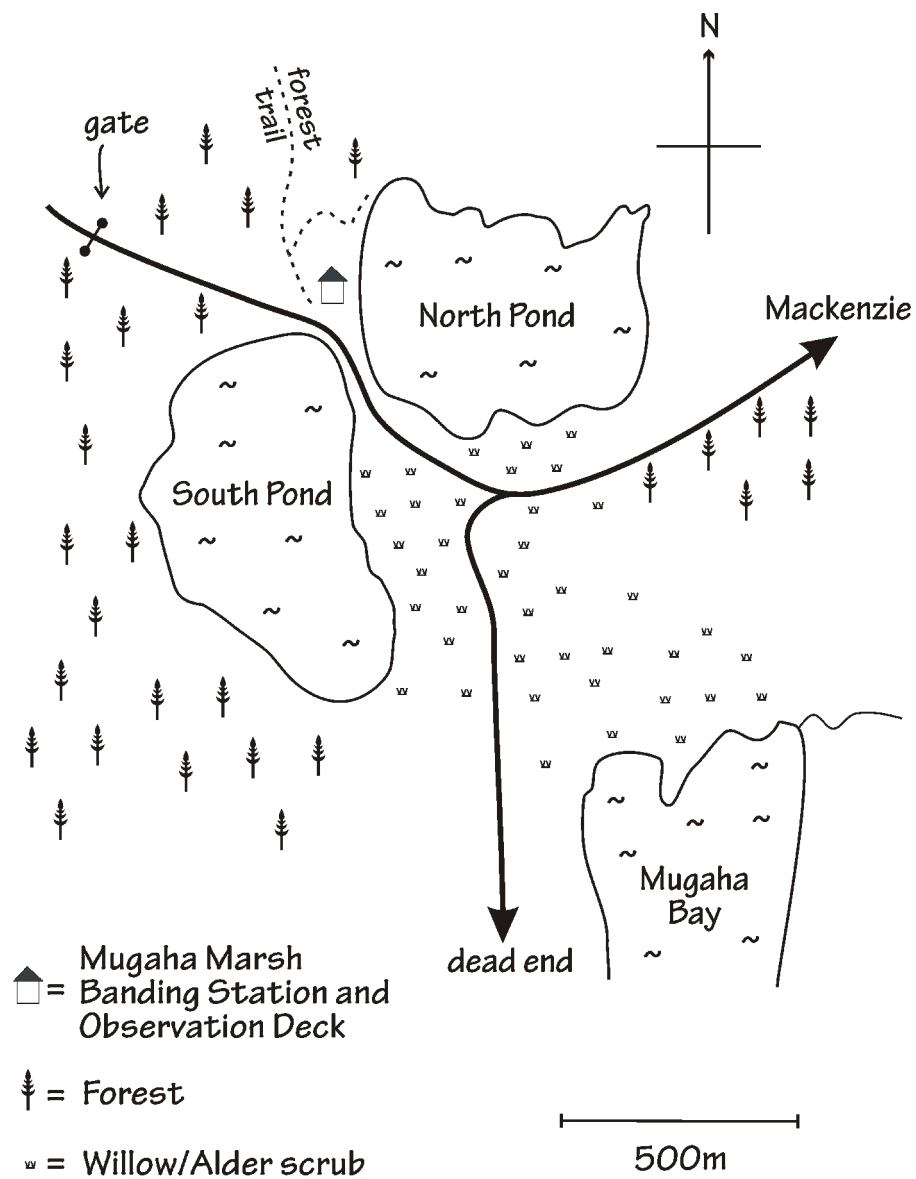 N
forest
trail
gate
Mackenzie
North Pond
South Pond
Mugaha
Bay
dead end
= Mugaha Marsh
Banding Station and
Observation Deck
= Forest
= Willow/Alder scrub
500m